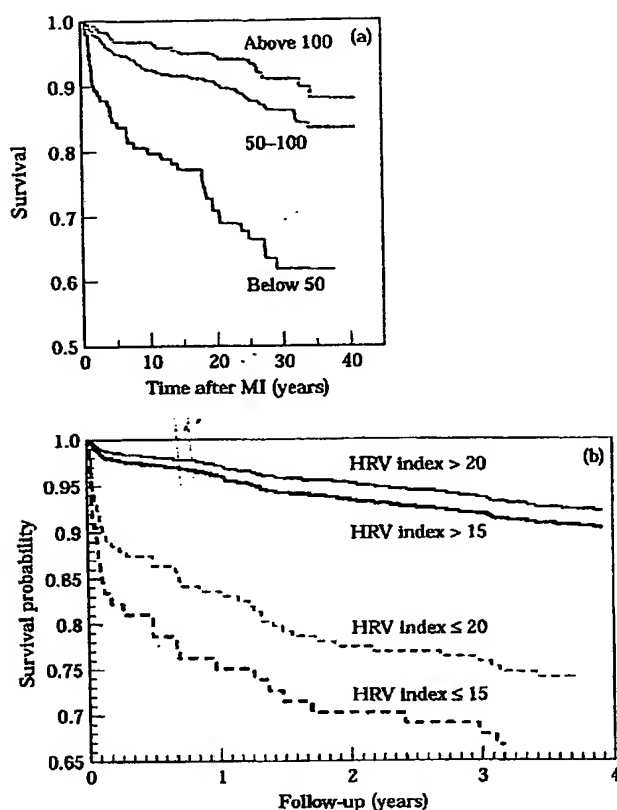 (a)
1.0
0.9
0.8
0.7
0.6
0.5
Survival
Above 100
50–100
Below 50
0 10 20 30 40
Time after MI (years)
(b)
1.0
0.95
0.9
0.85
0.8
0.75
0.7
0.65
Survival probability
HRV index > 20
HRV index > 15
HRV index ≤ 20
HRV index ≤ 15
0 1 2 3 4
Follow-up (years)